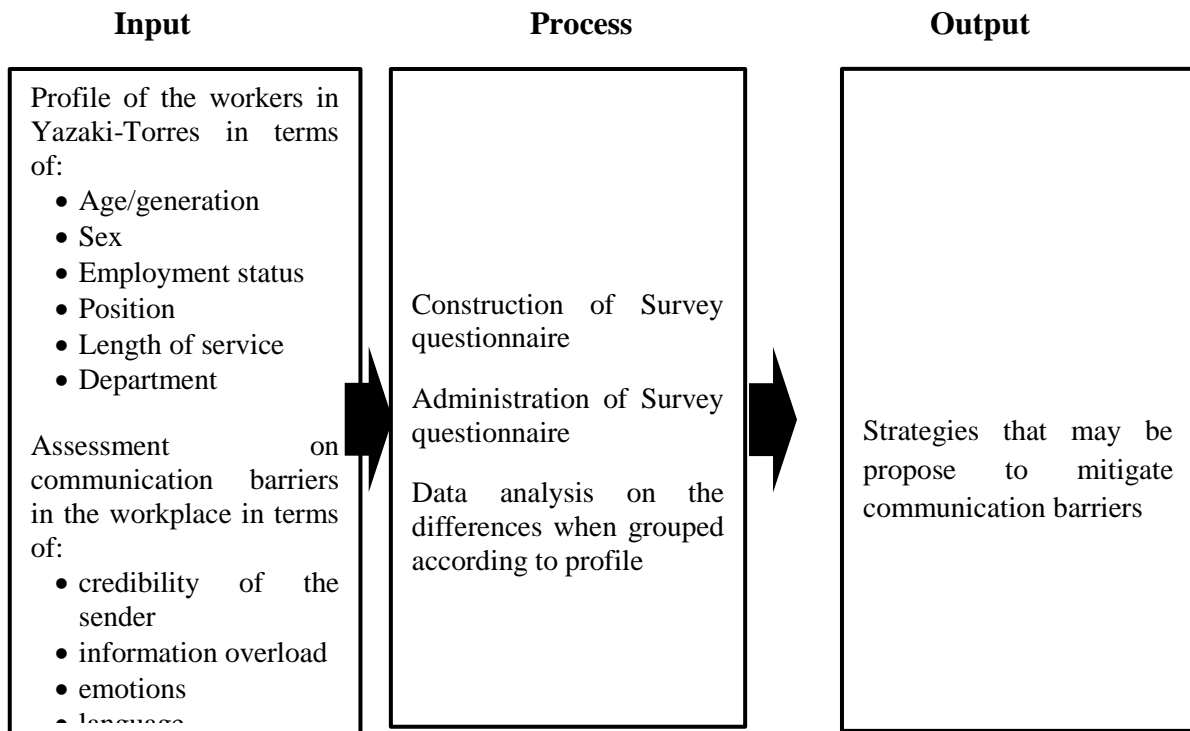 Input
Process
Output
Profile of the workers in
Yazaki-Torres in terms
of:
• Age/generation
• Sex
• Employment status
• Position
• Length of service
• Department
Assessment on
communication barriers
in the workplace in terms
of:
• credibility of the
sender
• information overload
• emotions
• language
Construction of Survey
questionnaire
Administration of Survey
questionnaire
Data analysis on the
differences when grouped
according to profile
Strategies that may be
propose to mitigate
communication barriers